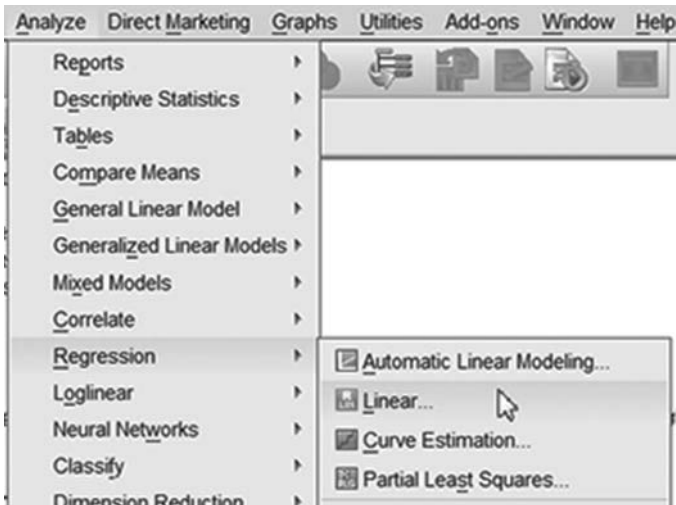 Analyze Direct Marketing Graphs Utilities Add-ons Window Help
Reports
Descriptive Statistics
Tables
Compare Means
General Linear Model
Generalized Linear Models
Mixed Models
Correlate
Regression
Loglinear
Neural Networks
Classify
Dimension Reduction
Automatic Linear Modeling...
Linear...
Curve Estimation...
Partial Least Squares...